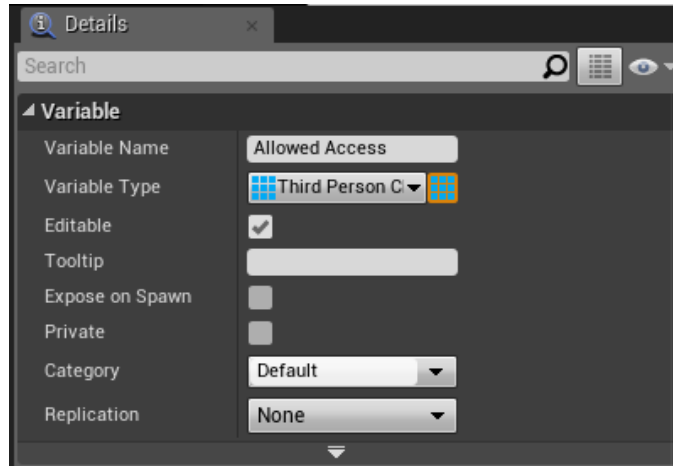 Details
Search
Variable
Variable Name Allowed Access
Variable Type Third Person
Editable
Tooltip
Expose on Spawn
Private
Category Default
Replication None